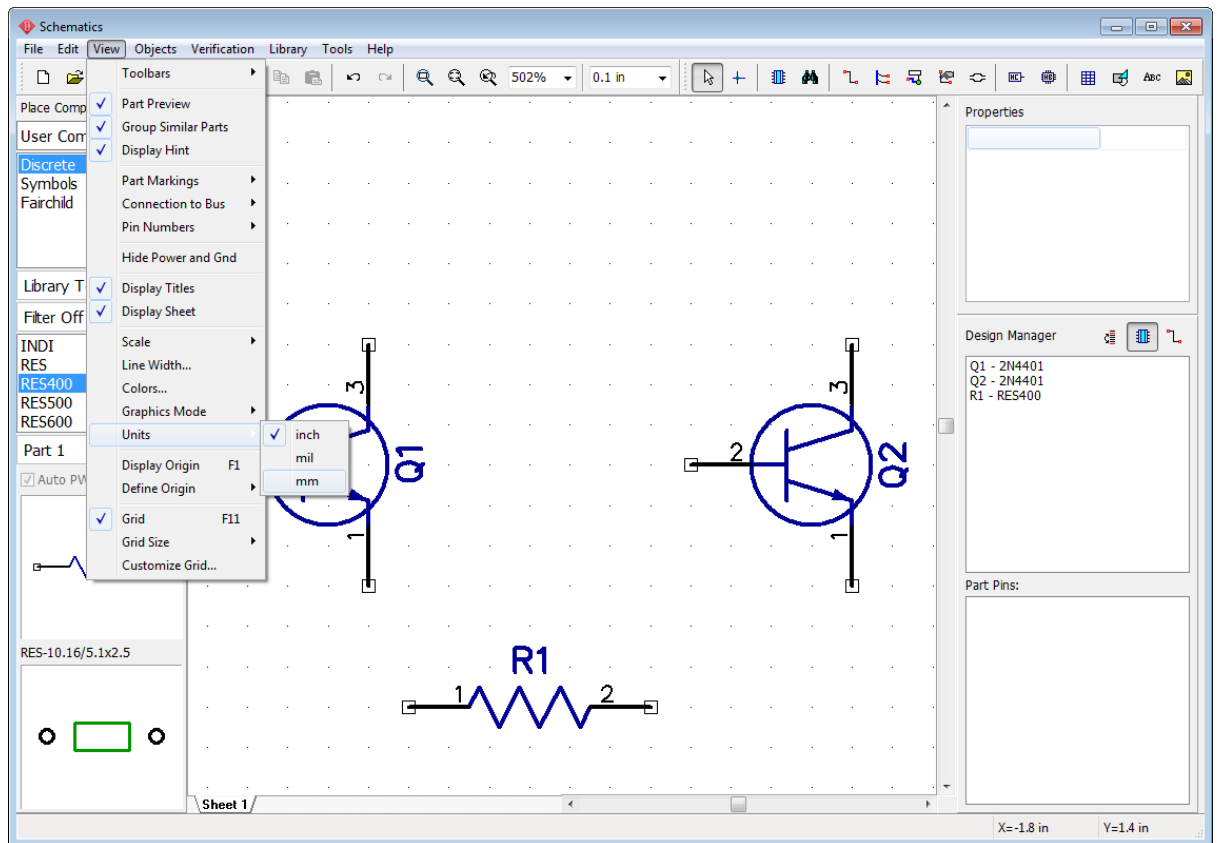 Schematics
File Edit View Objects Verification Library Tools Help
502% 0.1 in ABC
Place Comp
User Com
Discrete
Symbols
Fairchild
Library T
Filter Off
INDI
RES
RES400
RES500
RES600
Part 1
Auto PW
RES-10.16/5.1x2.5
Toolbars
Part Preview
Group Similar Parts
Display Hint
Part Markings
Connection to Bus
Pin Numbers
Hide Power and Gnd
Display Titles
Display Sheet
Scale
Line Width...
Colors...
Graphics Mode
Units
Display Origin F1
Define Origin
Grid F11
Grid Size
Customize Grid...
inch
mil
mm
3
Q1
1
3
2
Q2
1
R1
1 2
Sheet 1
Properties
Design Manager
Q1 - 2N4401
Q2 - 2N4401
R1 - RES400
Part Pins:
X=-1.8 in Y=1.4 in